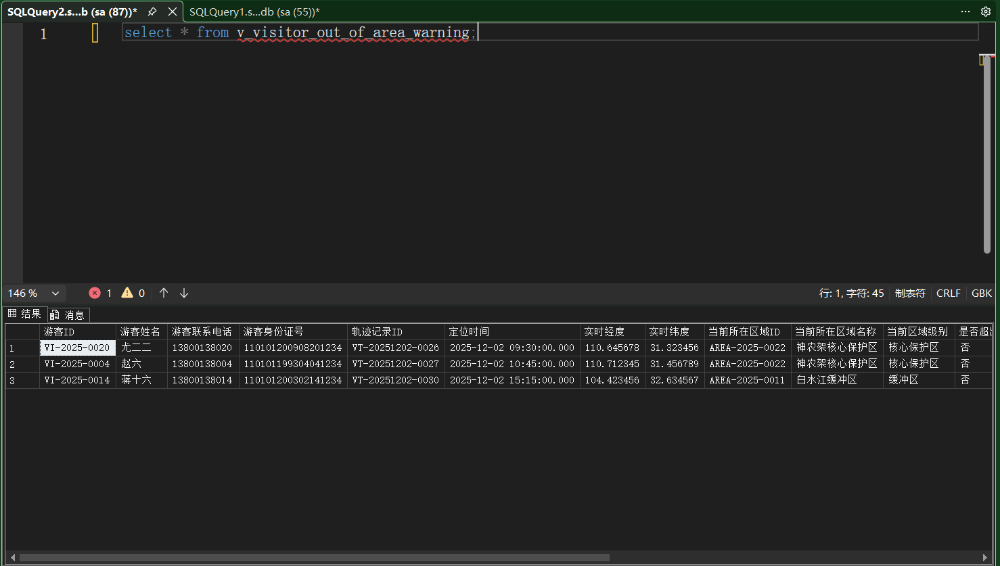 SQLQuery2.s...b (sa (87))* SQLQuery1.s...db (sa (55))*
1 select * from v_visitor_out_of_area_warning;
146 % 1 0 行: 1, 字符: 45 制表符 CRLF GBK
结果 消息
游客ID 游客姓名 游客联系电话 游客身份证号 轨迹记录ID 定位时间 实时经度 实时纬度 当前所在区域ID 当前所在区域名称 当前区域级别 是否超
1 VI-2025-0020 尤二二 13800138020 110101200908201234 VT-20251202-0026 2025-12-02 09:30:00.000 110.645678 31.323456 AREA-2025-0022 神农架核心保护区 核心保护区 否
2 VI-2025-0004 赵六 13800138004 110101199304041234 VT-20251202-0027 2025-12-02 10:45:00.000 110.712345 31.456789 AREA-2025-0022 神农架核心保护区 核心保护区 否
3 VI-2025-0014 蒋十六 13800138014 110101200302141234 VT-20251202-0030 2025-12-02 15:15:00.000 104.423456 32.634567 AREA-2025-0011 白水江缓冲区 缓冲区 否